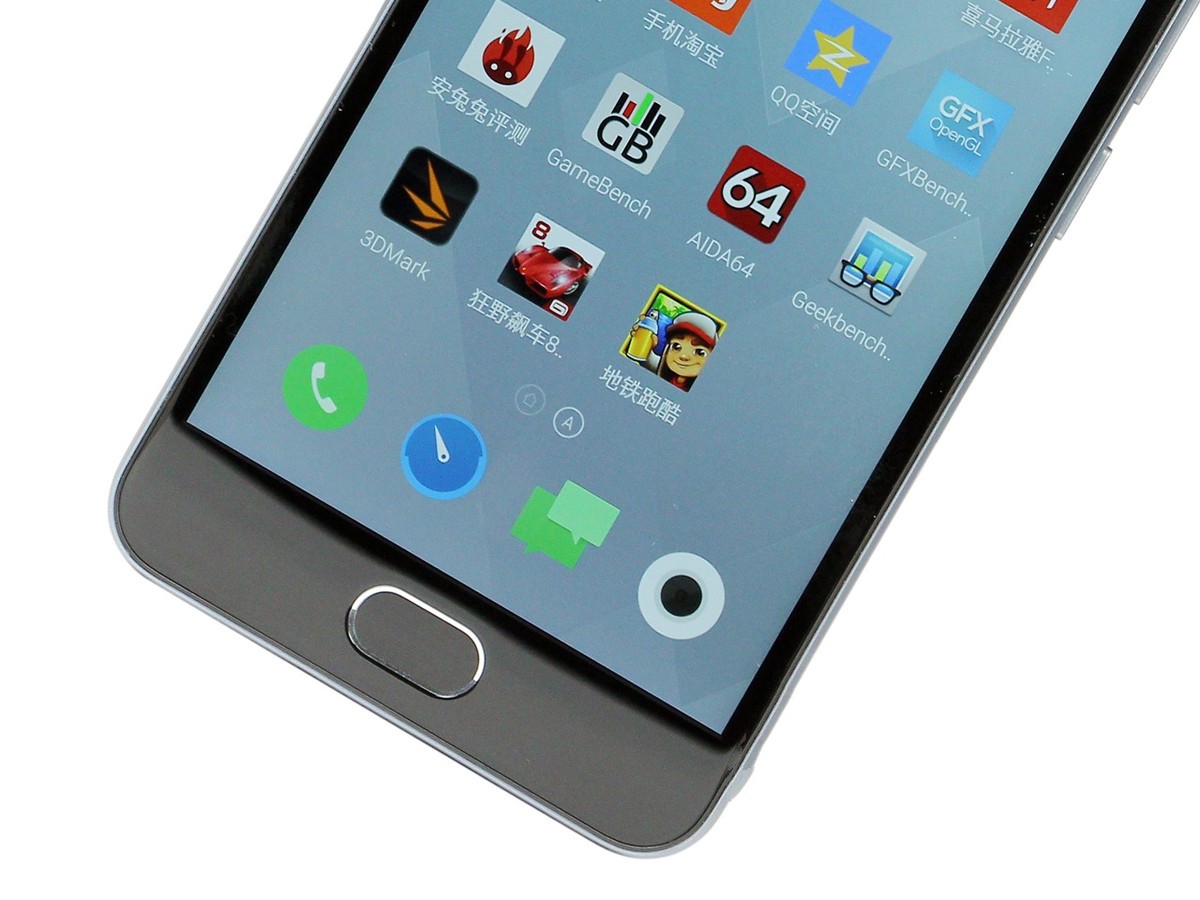 手机淘宝
喜马拉雅F..
安兔兔评测
GB
GameBench
QQ空间
GFX
OpenGL
GFXBench..
3DMark
8
狂野飙车8..
64
AIDA64
Geekbench..
地铁跑酷
A